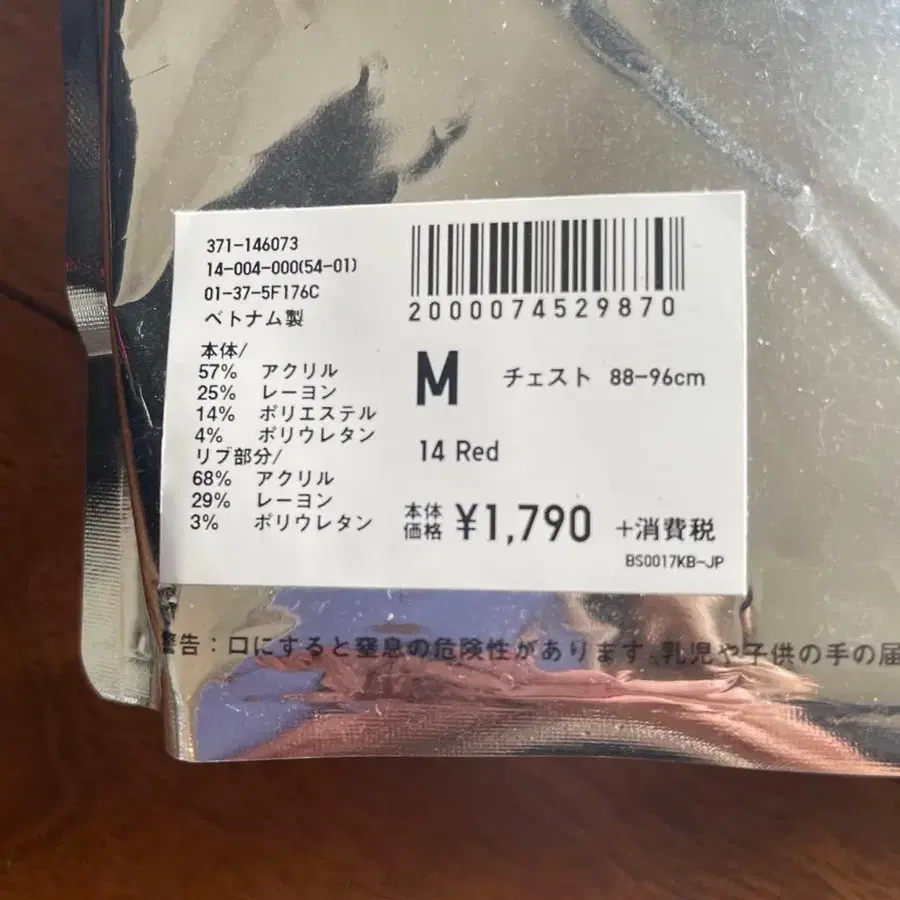 371-146073
14-004-000(54-01)
01-37-5F176C
ベトナム製
本体/
57% アクリル
25% レーヨン
14% ポリエステル
4% ポリウレタン
リブ部分/
68% アクリル
29% レーヨン
3% ポリウレタン
2000074529870
M チェスト 88-96cm
14 Red
本体価格 ¥1,790 +消費税
BS0017KB-JP
警告：口にすると窒息の危険性があります。乳児や子供の手の届